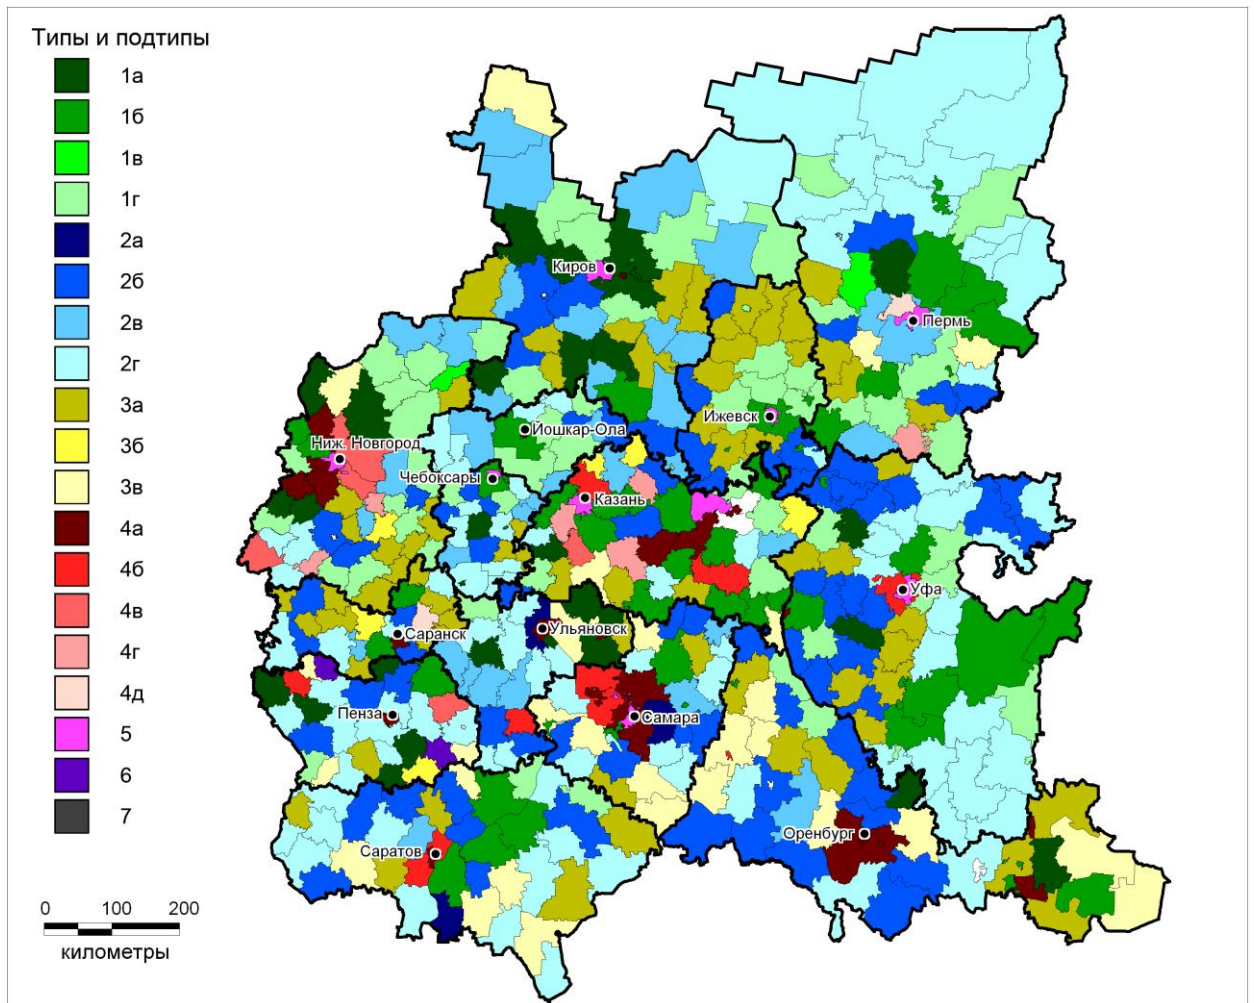 Типы и подтипы
1а
1б
1в
1г
2а
2б
2в
2г
3а
3б
3в
4а
4б
4в
4г
4д
5
6
7
0 100 200
километры
Киров
Пермь
Ижевск
Йошкар-Ола
Ниж. Новгород
Чебоксары
Казань
Уфа
Саранск
Ульяновск
Пенза
Самара
Оренбург
Саратов